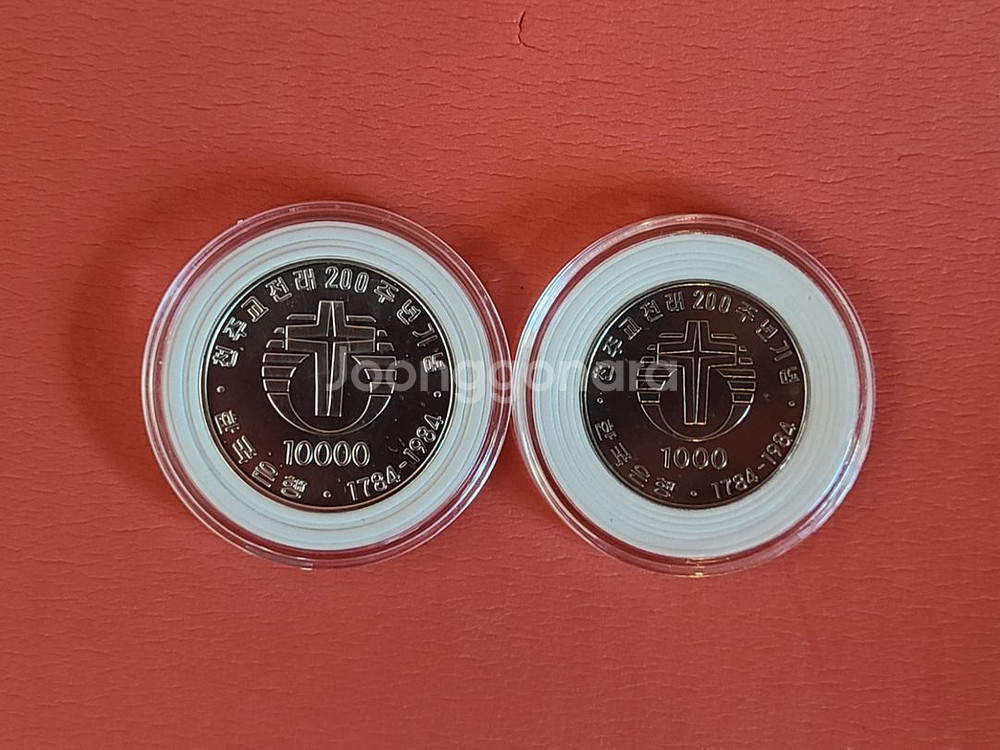 천주교전래200주년기념
10000
한국은행 · 1784-1984
천주교전래200주년기념
1000
한국은행 · 1784-1984
Joonggonara